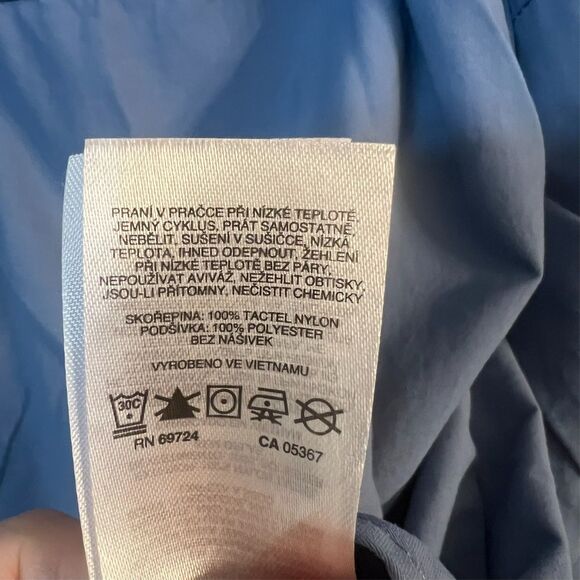 PRANÍ V PRAČCE PŘI NÍZKÉ TEPLOTĚ,
JEMNÝ CYKLUS, PRÁT SAMOSTATNĚ,
NEBĚLIT, SUŠENÍ V SUŠIČCE, NÍZKÁ
TEPLOTA, IHNED ODEPNOUT, ŽEHLENÍ
PŘI NÍZKÉ TEPLOTĚ BEZ PÁRY,
NEPOUŽÍVAT AVIVÁŽ, NEŽEHLIT OBTISKY,
JSOU-LI PŘÍTOMNY, NEČISTIT CHEMICKY
SKOŘEPINA: 100% TACTEL NYLON
PODŠÍVKA: 100% POLYESTER
BEZ NÁŠIVEK
VYROBENO VE VIETNAMU
30C
RN 69724 CA 05367